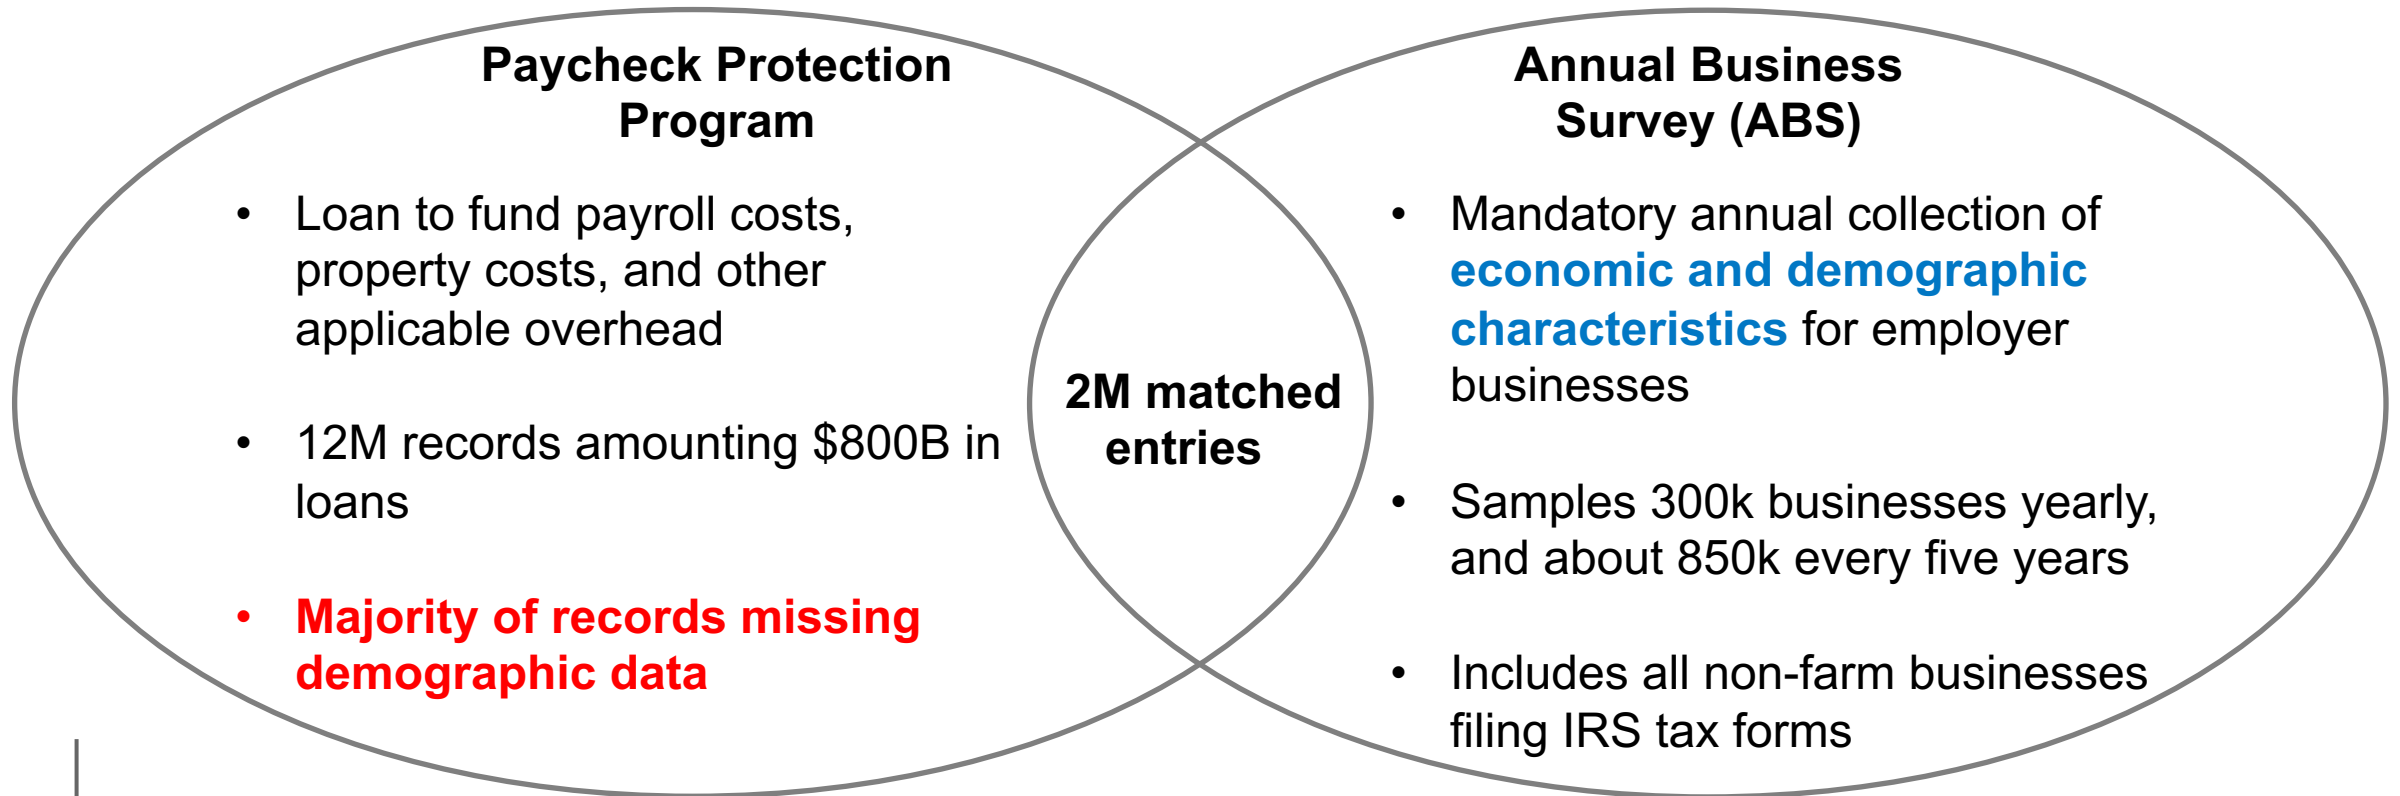 Paycheck Protection
Program
• Loan to fund payroll costs,
property costs, and other
applicable overhead
• 12M records amounting $800B in
loans
• Majority of records missing
demographic data
2M matched
entries
Annual Business
Survey (ABS)
• Mandatory annual collection of
economic and demographic
characteristics for employer
businesses
• Samples 300k businesses yearly,
and about 850k every five years
• Includes all non-farm businesses
filing IRS tax forms